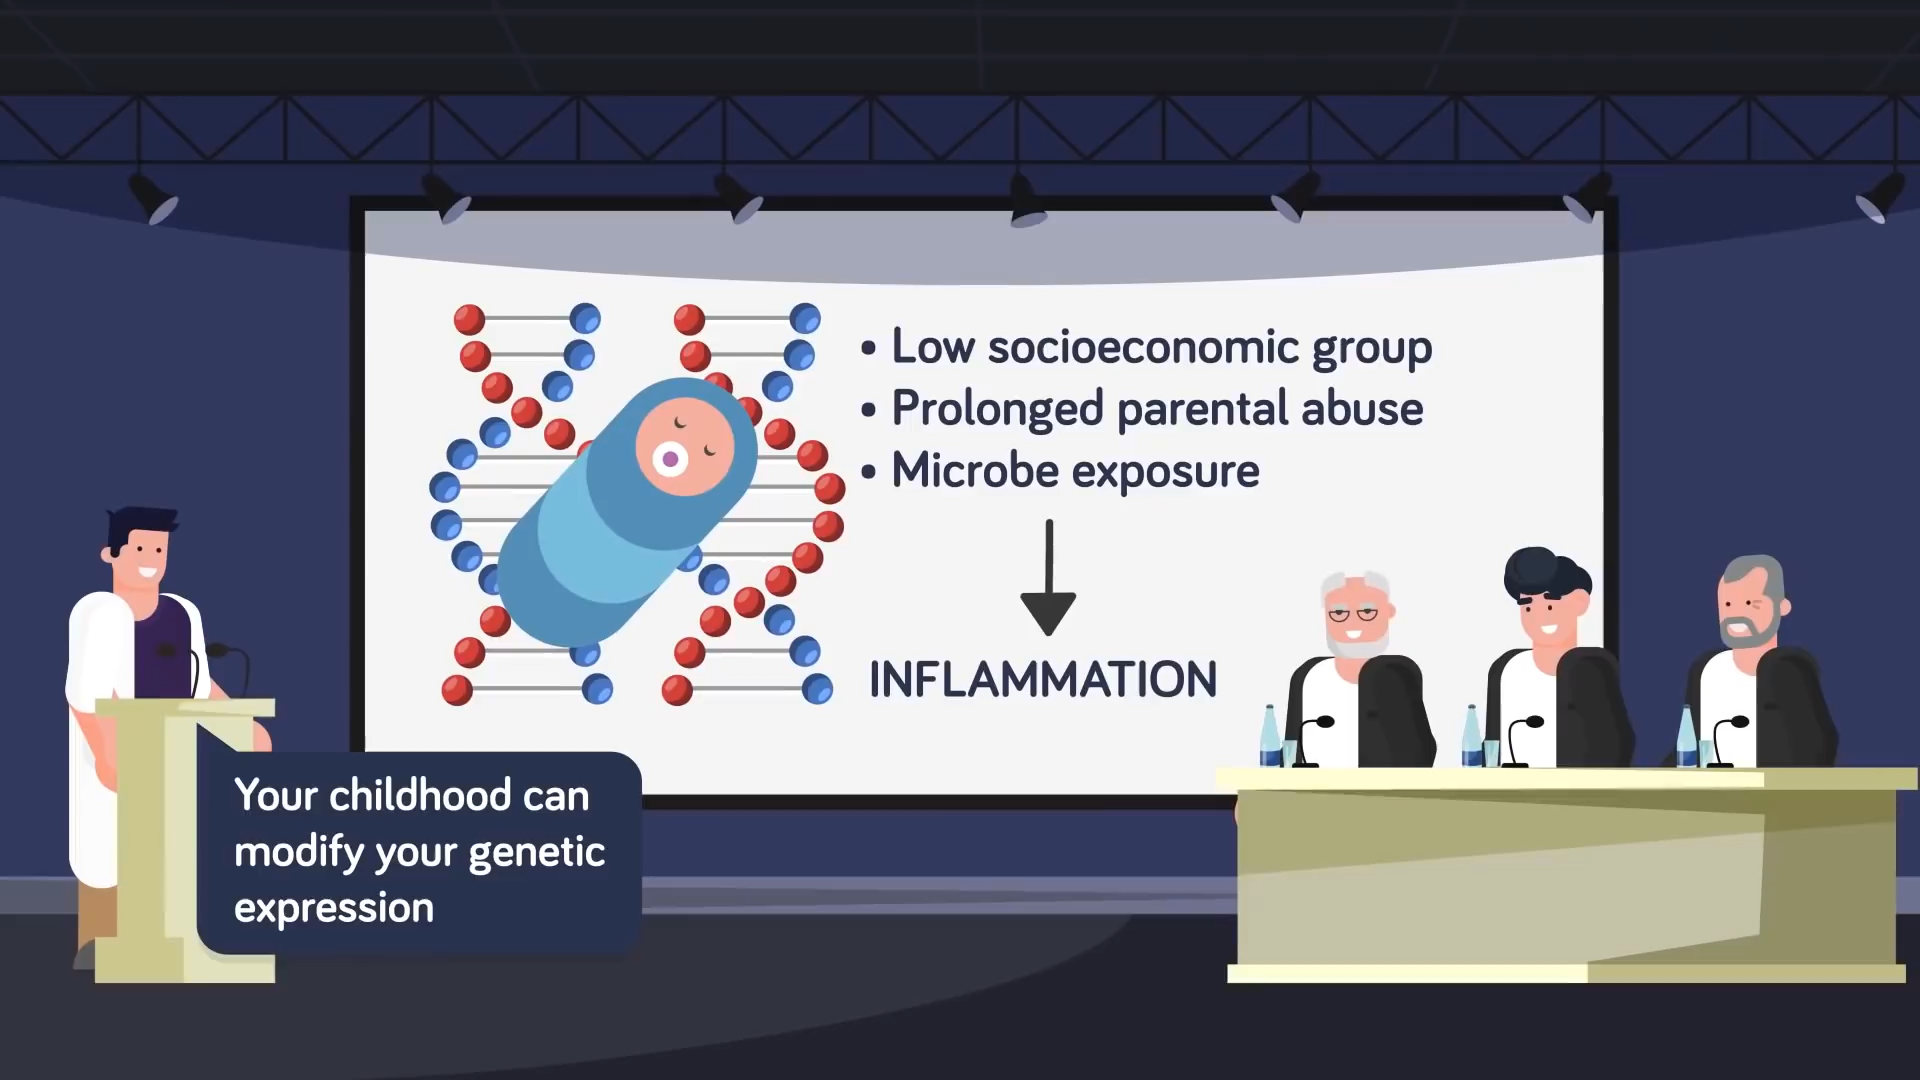 • Low socioeconomic group
• Prolonged parental abuse
• Microbe exposure
INFLAMMATION
Your childhood can
modify your genetic
expression